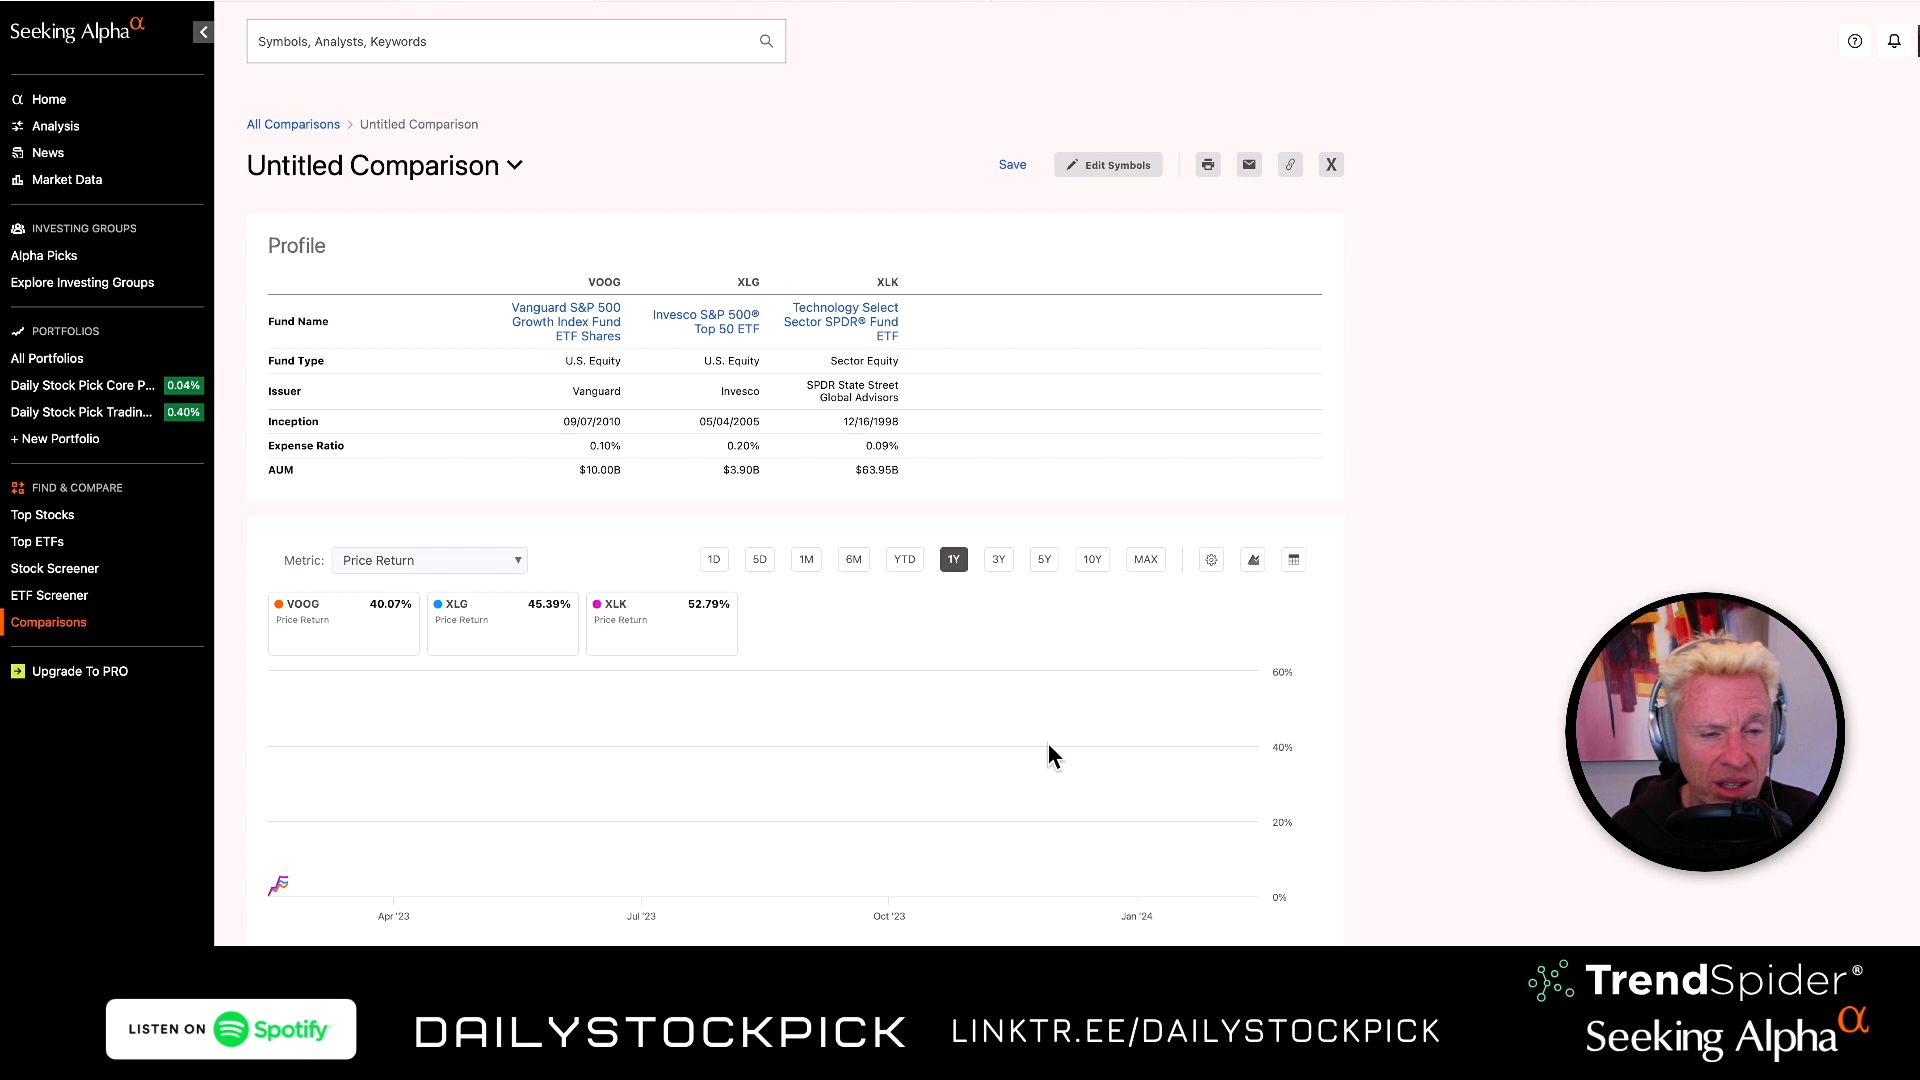 Seeking Alpha α
Symbols, Analysts, Keywords
Home
Analysis
News
Market Data
INVESTING GROUPS
Alpha Picks
Explore Investing Groups
PORTFOLIOS
All Portfolios
Daily Stock Pick Core P... 0.04%
Daily Stock Pick Tradin... 0.40%
+ New Portfolio
FIND & COMPARE
Top Stocks
Top ETFs
Stock Screener
ETF Screener
Comparisons
Upgrade To PRO
All Comparisons > Untitled Comparison
Untitled Comparison
Save
Edit Symbols
X
Profile
VOOG XLG XLK
Fund Name
Vanguard S&P 500
Growth Index Fund
ETF Shares
Invesco S&P 500®
Top 50 ETF
Technology Select
Sector SPDR® Fund
ETF
Fund Type U.S. Equity U.S. Equity Sector Equity
Issuer Vanguard Invesco
SPDR State Street
Global Advisors
Inception 09/07/2010 05/04/2005 12/16/1998
Expense Ratio 0.10% 0.20% 0.09%
AUM $10.00B $3.90B $63.95B
Metric: Price Return
1D 5D 1M 6M YTD 1Y 3Y 5Y 10Y MAX
VOOG 40.07%
Price Return
XLG 45.39%
Price Return
XLK 52.79%
Price Return
60%
40%
20%
0%
Apr '23 Jul '23 Oct '23 Jan '24
LISTEN ON Spotify
DAILYSTOCKPICK
LINKTR.EE/DAILYSTOCKPICK
TrendSpider®
Seeking Alpha α